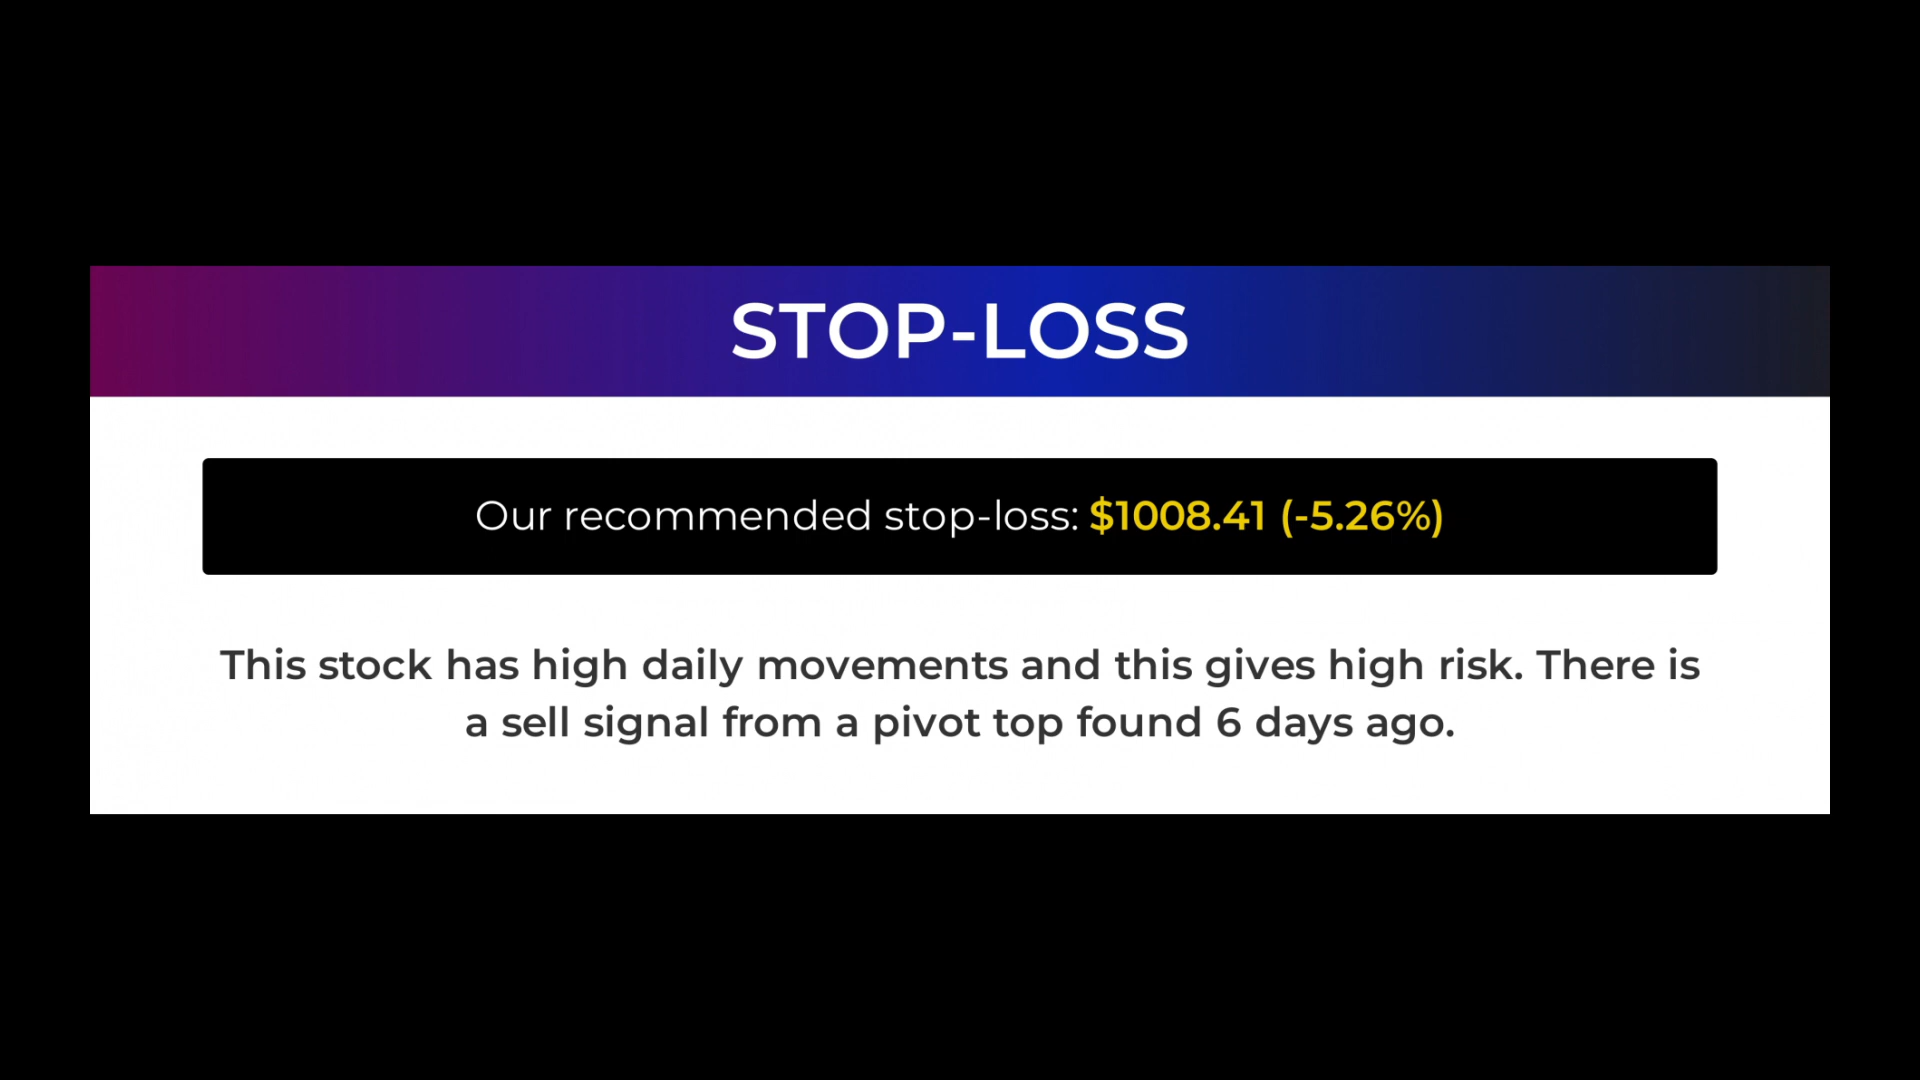 STOP-LOSS
Our recommended stop-loss: $1008.41 (-5.26%)
This stock has high daily movements and this gives high risk. There is
a sell signal from a pivot top found 6 days ago.